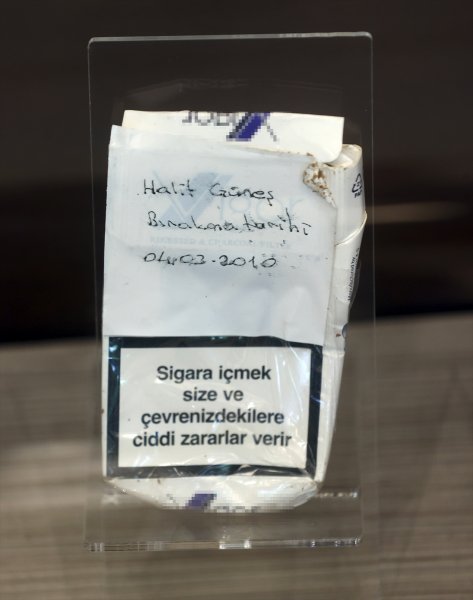 Halit Güneş
Bırakma tarihi
04.03.2010
Sigara içmek
size ve
çevrenizdekilere
ciddi zararlar verir